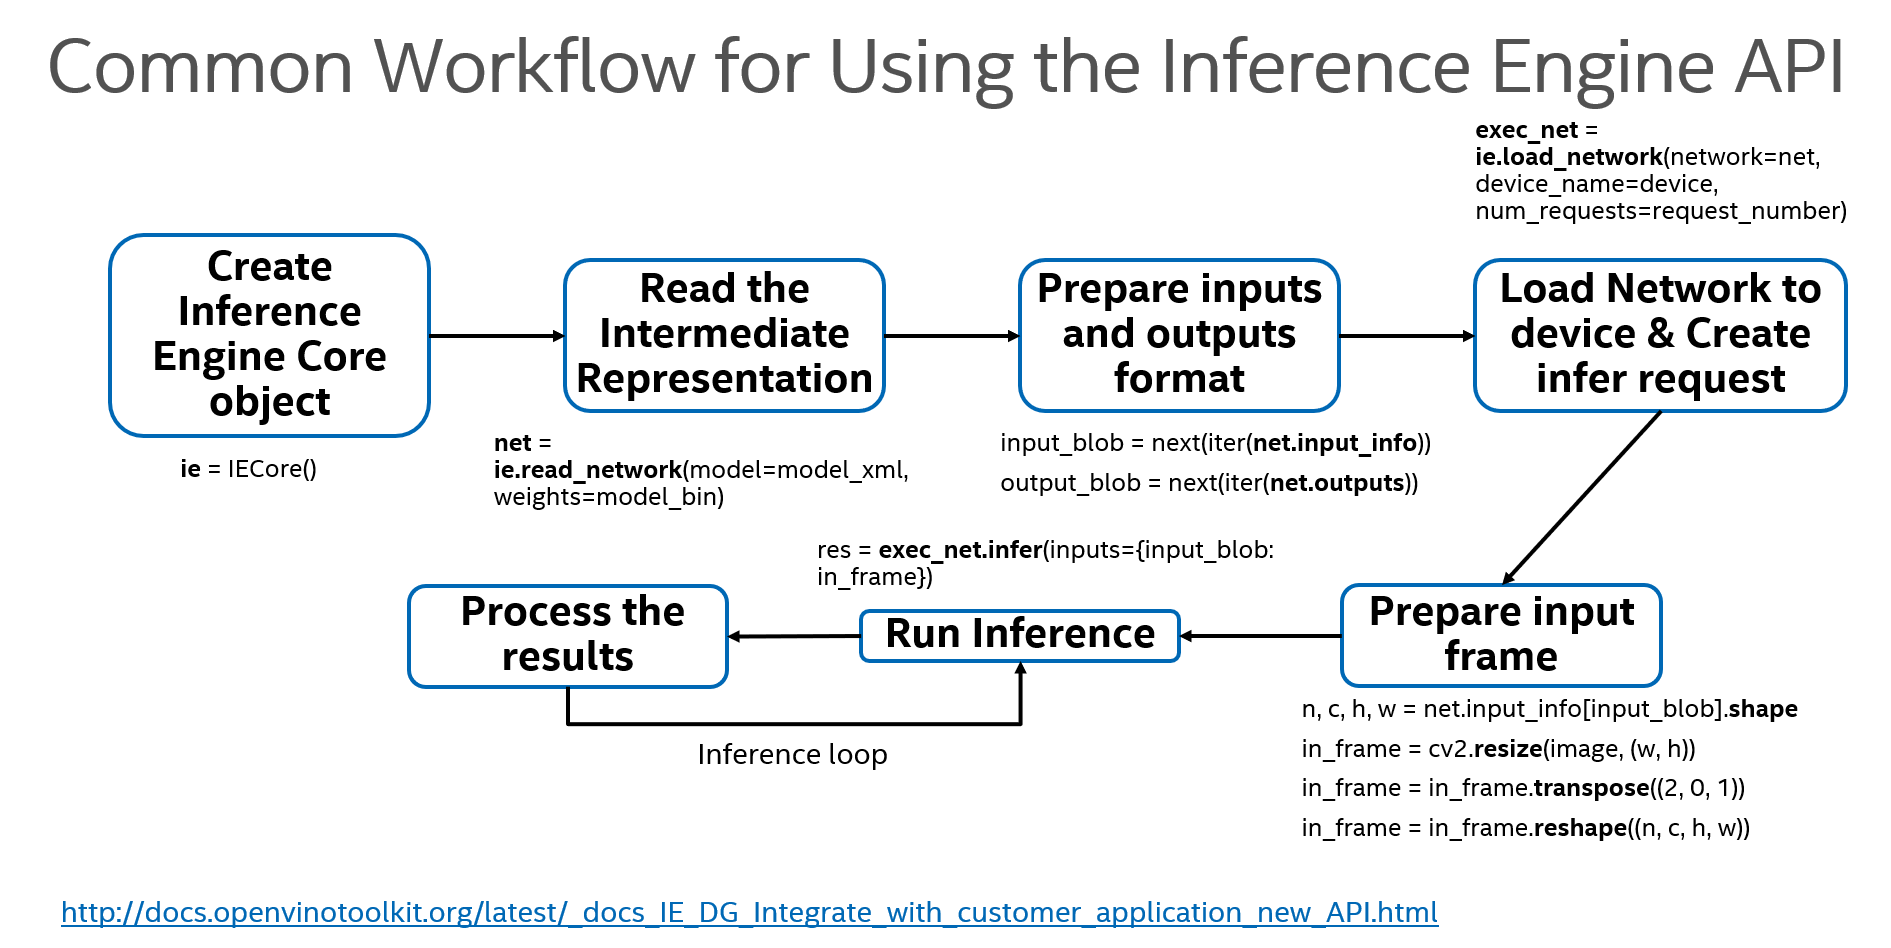 Common Workflow for Using the Inference Engine API
Create
Inference
Engine Core
object
ie = IECore()
Read the
Intermediate
Representation
net =
ie.read_network(model=model_xml,
weights=model_bin)
Prepare inputs
and outputs
format
input_blob = next(iter(net.input_info))
output_blob = next(iter(net.outputs))
exec_net =
ie.load_network(network=net,
device_name=device,
num_requests=request_number)
Load Network to
device & Create
infer request
Prepare input
frame
n, c, h, w = net.input_info[input_blob].shape
in_frame = cv2.resize(image, (w, h))
in_frame = in_frame.transpose((2, 0, 1))
in_frame = in_frame.reshape((n, c, h, w))
res = exec_net.infer(inputs={input_blob:
in_frame})
Run Inference
Process the
results
Inference loop
http://docs.openvinotoolkit.org/latest/_docs_IE_DG_Integrate_with_customer_application_new_API.html